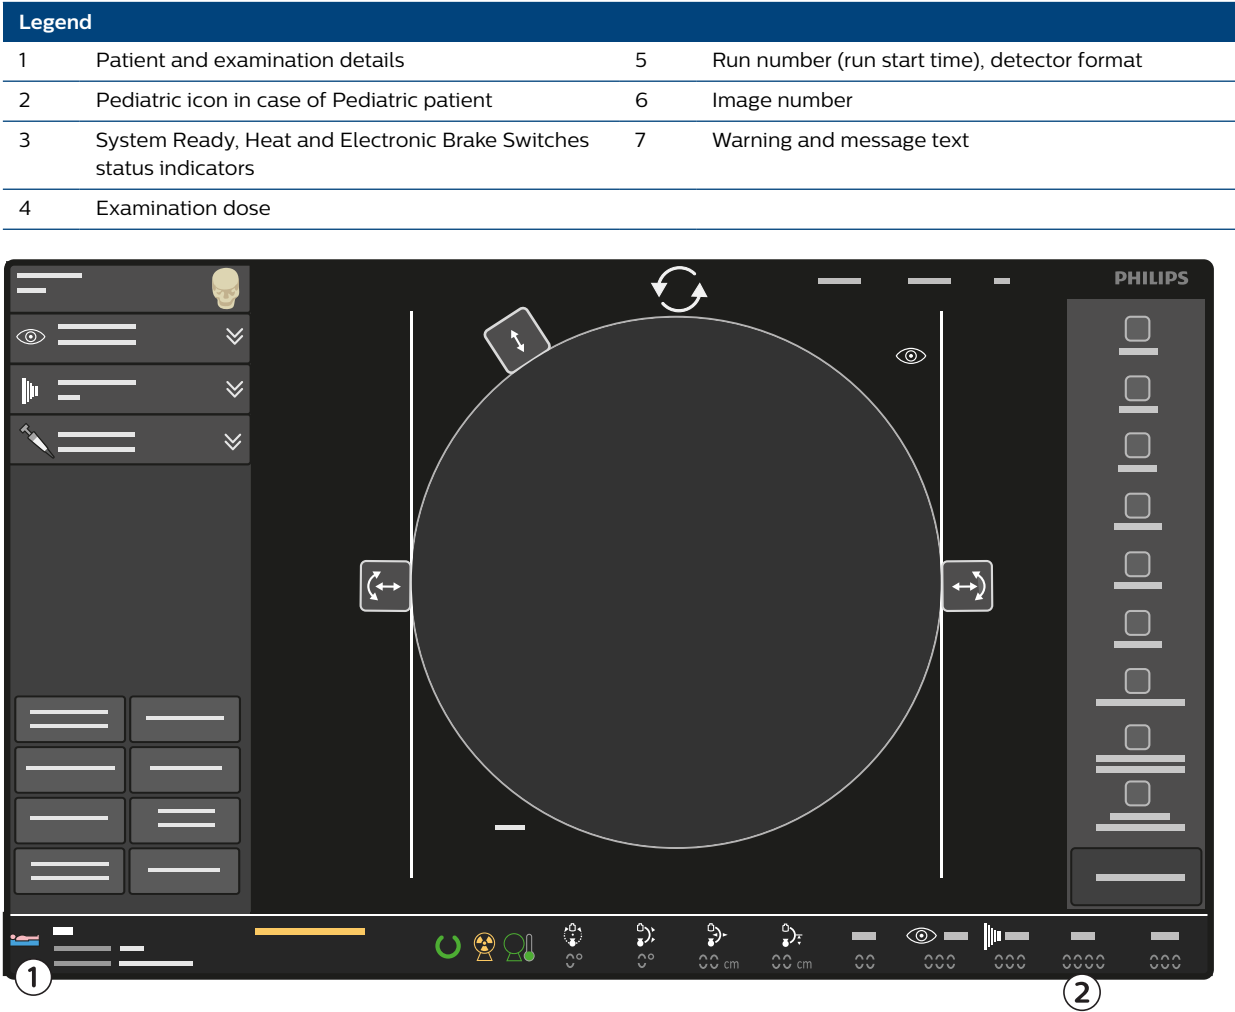 Legend
1 Patient and examination details 5 Run number (run start time), detector format
2 Pediatric icon in case of Pediatric patient 6 Image number
3 System Ready, Heat and Electronic Brake Switches status indicators 7 Warning and message text
4 Examination dose
PHILIPS
0° 0° 00 cm 00 cm 00 000 000 0000 000
1 2